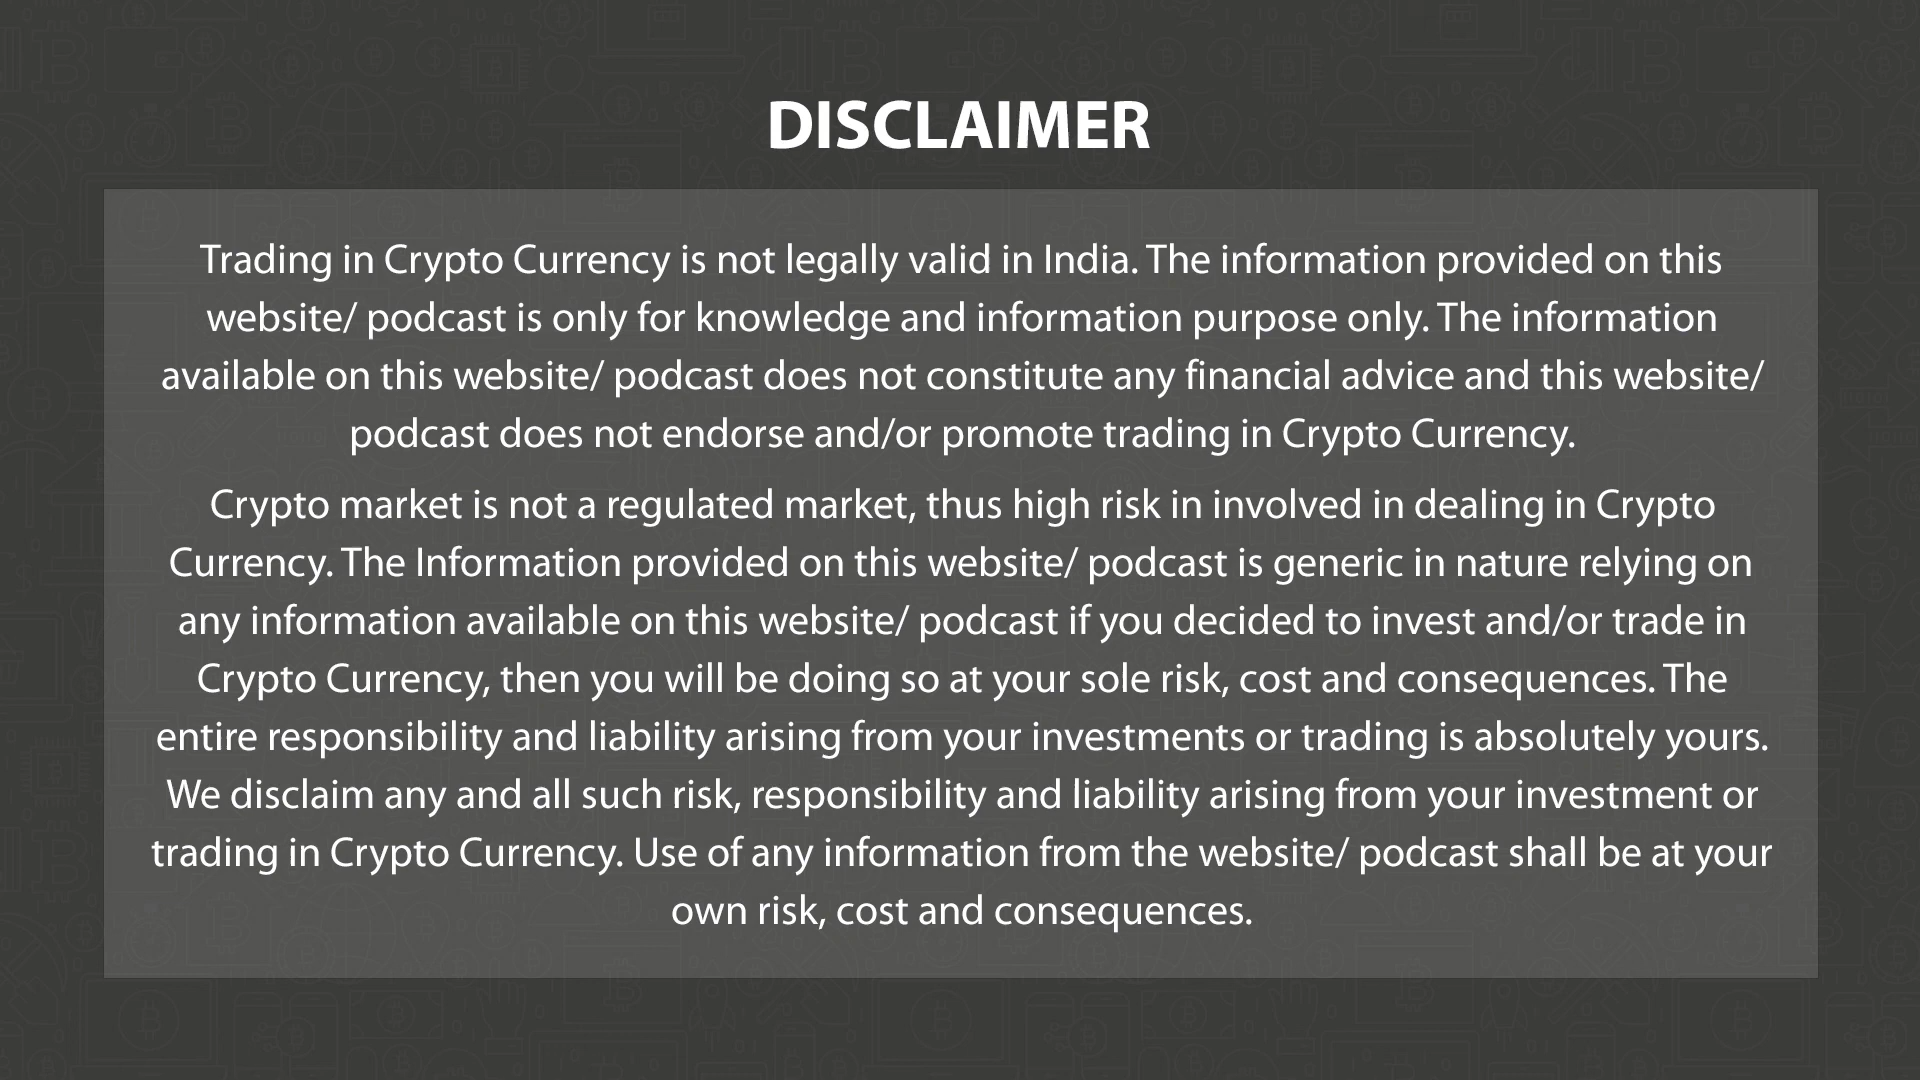 DISCLAIMER
Trading in Crypto Currency is not legally valid in India. The information provided on this
website/ podcast is only for knowledge and information purpose only. The information
available on this website/ podcast does not constitute any financial advice and this website/
podcast does not endorse and/or promote trading in Crypto Currency.
Crypto market is not a regulated market, thus high risk in involved in dealing in Crypto
Currency. The Information provided on this website/ podcast is generic in nature relying on
any information available on this website/ podcast if you decided to invest and/or trade in
Crypto Currency, then you will be doing so at your sole risk, cost and consequences. The
entire responsibility and liability arising from your investments or trading is absolutely yours.
We disclaim any and all such risk, responsibility and liability arising from your investment or
trading in Crypto Currency. Use of any information from the website/ podcast shall be at your
own risk, cost and consequences.